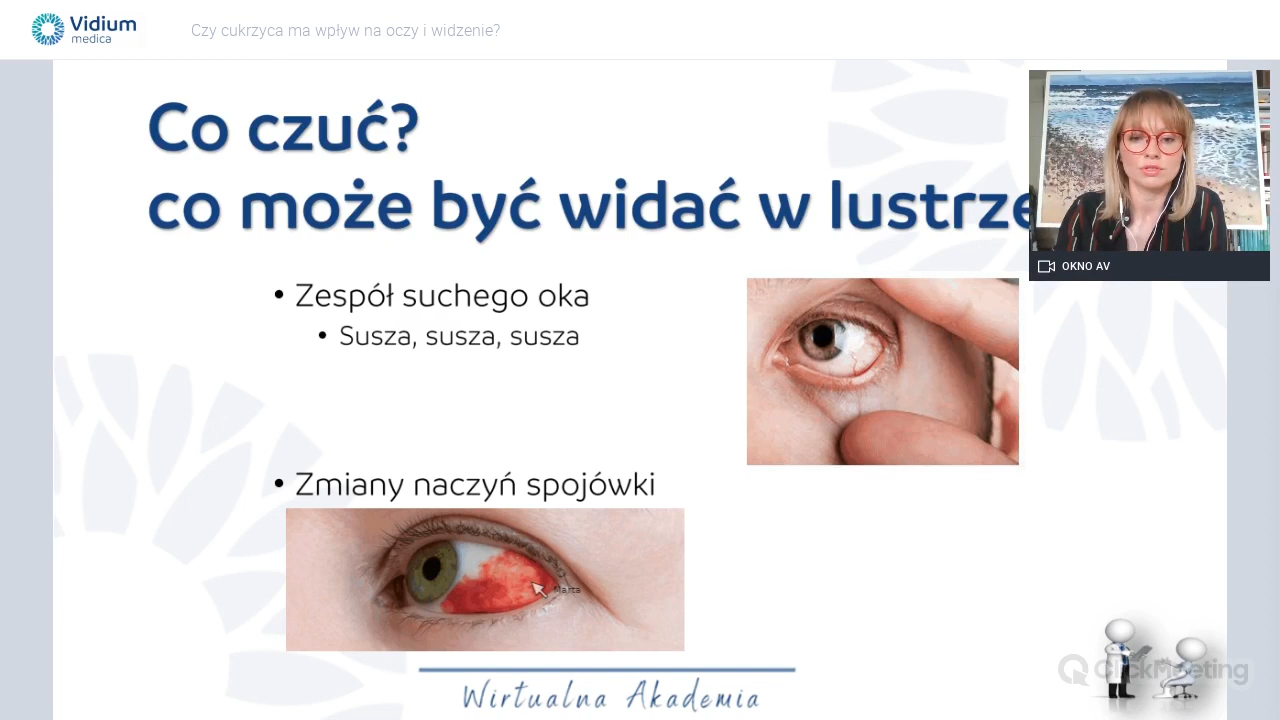 Vidium
medica
Czy cukrzyca ma wpływ na oczy i widzenie?
Co czuć?
co może być widać w lustrze
OKNO AV
• Zespół suchego oka
• Susza, susza, susza
• Zmiany naczyń spojówki
Marta
Wirtualna Akademia
ClickMeeting